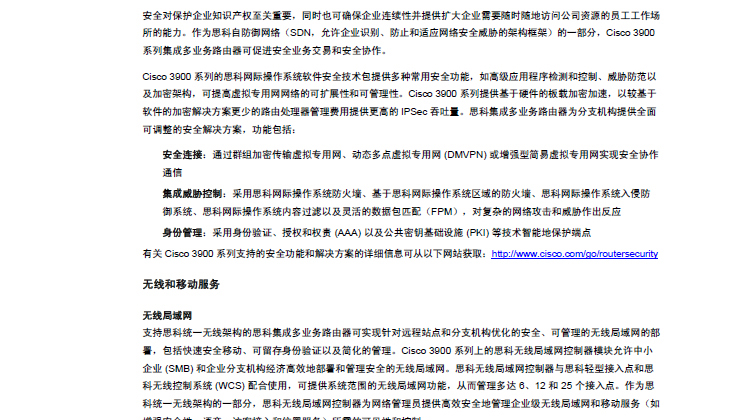 安全对保护企业知识产权至关重要，同时也可确保企业连续性并提供扩大企业需要随时随地访问公司资源的员工工作场
所的能力。作为思科自防御网络（SDN，允许企业识别、防止和适应网络安全威胁的架构框架）的一部分，Cisco 3900
系列集成多业务路由器可促进安全业务交易和安全协作。
Cisco 3900 系列的思科网际操作系统软件安全技术包提供多种常用安全功能，如高级应用程序检测和控制、威胁防范以
及加密架构，可提高虚拟专用网网络的可扩展性和可管理性。Cisco 3900 系列提供基于硬件的板载加密加速，以较基于
软件的加密解决方案更少的路由处理器管理费用提供更高的 IPSec 吞吐量。思科集成多业务路由器为分支机构提供全面
可调整的安全解决方案，功能包括：
安全连接：通过群组加密传输虚拟专用网、动态多点虚拟专用网 (DMVPN) 或增强型简易虚拟专用网实现安全协作
通信
集成威胁控制：采用思科网际操作系统防火墙、基于思科网际操作系统区域的防火墙、思科网际操作系统入侵防
御系统、思科网际操作系统内容过滤以及灵活的数据包匹配（FPM），对复杂的网络攻击和威胁作出反应
身份管理：采用身份验证、授权和权责 (AAA) 以及公共密钥基础设施 (PKI) 等技术智能地保护端点
有关 Cisco 3900 系列支持的安全功能和解决方案的详细信息可从以下网站获取：http://www.cisco.com/go/routersecurity
无线和移动服务
无线局域网
支持思科统一无线架构的思科集成多业务路由器可实现针对远程站点和分支机构优化的安全、可管理的无线局域网的部
署，包括快速安全移动、可留存身份验证以及简化的管理。Cisco 3900 系列上的思科无线局域网控制器模块允许中小
企业 (SMB) 和企业分支机构经济高效地部署和管理安全的无线局域网。思科无线局域网控制器与思科轻型接入点和思
科无线控制系统 (WCS) 配合使用，可提供系统范围的无线局域网功能，从而管理多达 6、12 和 25 个接入点。作为思
科统一无线架构的一部分，思科无线局域网控制器为网络管理员提供高效安全地管理企业级无线局域网和移动服务（如